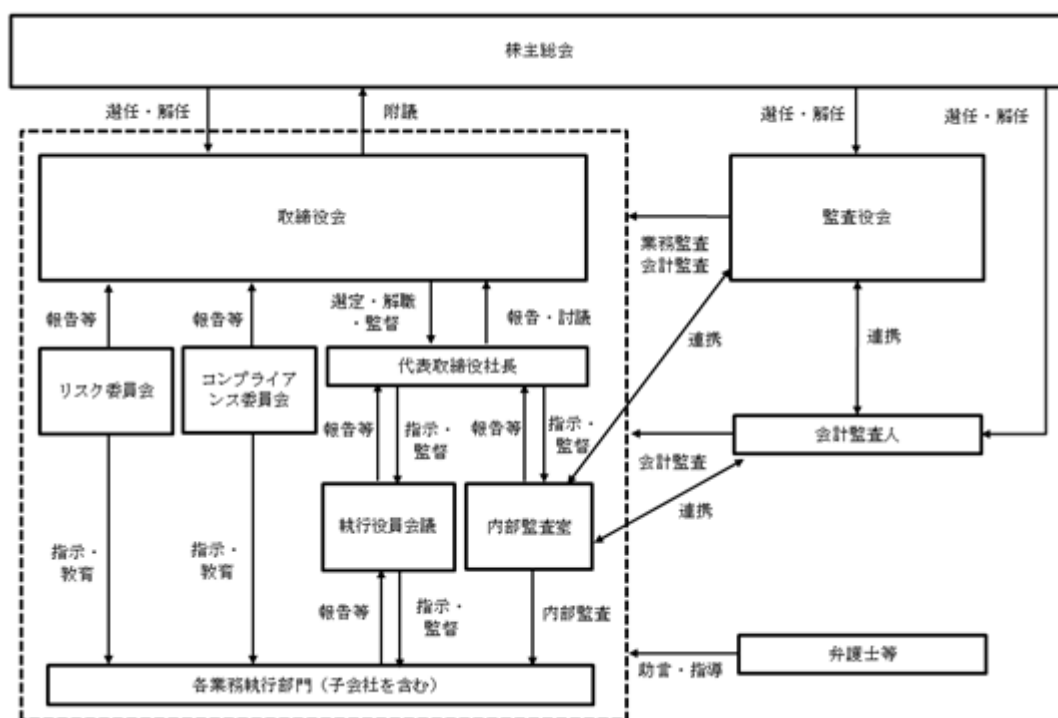 株主総会
選任・解任
附議
選任・解任
選任・解任
取締役会
監査役会
業務監査
会計監査
報告等
報告等
選定・解職
・監督
報告・討議
連携
連携
リスク委員会
コンプライア
ンス委員会
代表取締役社長
報告等
指示・
監督
報告等
指示・
監督
会計監査人
会計監査
執行役員会議
内部監査室
連携
指示・
教育
指示・
教育
報告等
指示・
監督
内部監査
弁護士等
助言・指導
各業務執行部門（子会社を含む）